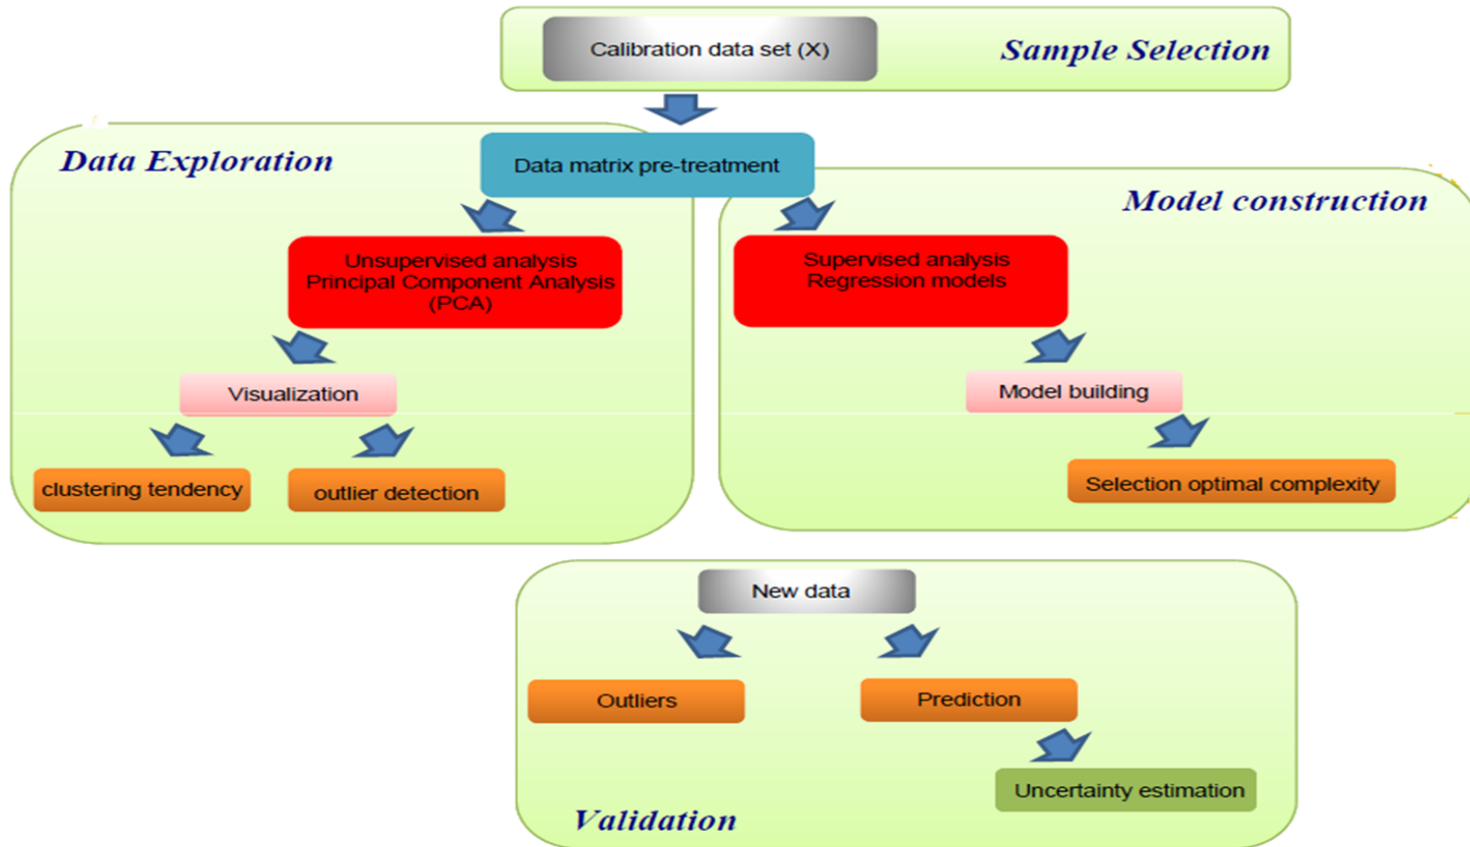 Calibration data set (X)
Sample Selection
Data Exploration
Data matrix pre-treatment
Model construction
Unsupervised analysis
Principal Component Analysis
(PCA)
Supervised analysis
Regression models
Visualization
Model building
clustering tendency
outlier detection
Selection optimal complexity
New data
Outliers
Prediction
Uncertainty estimation
Validation